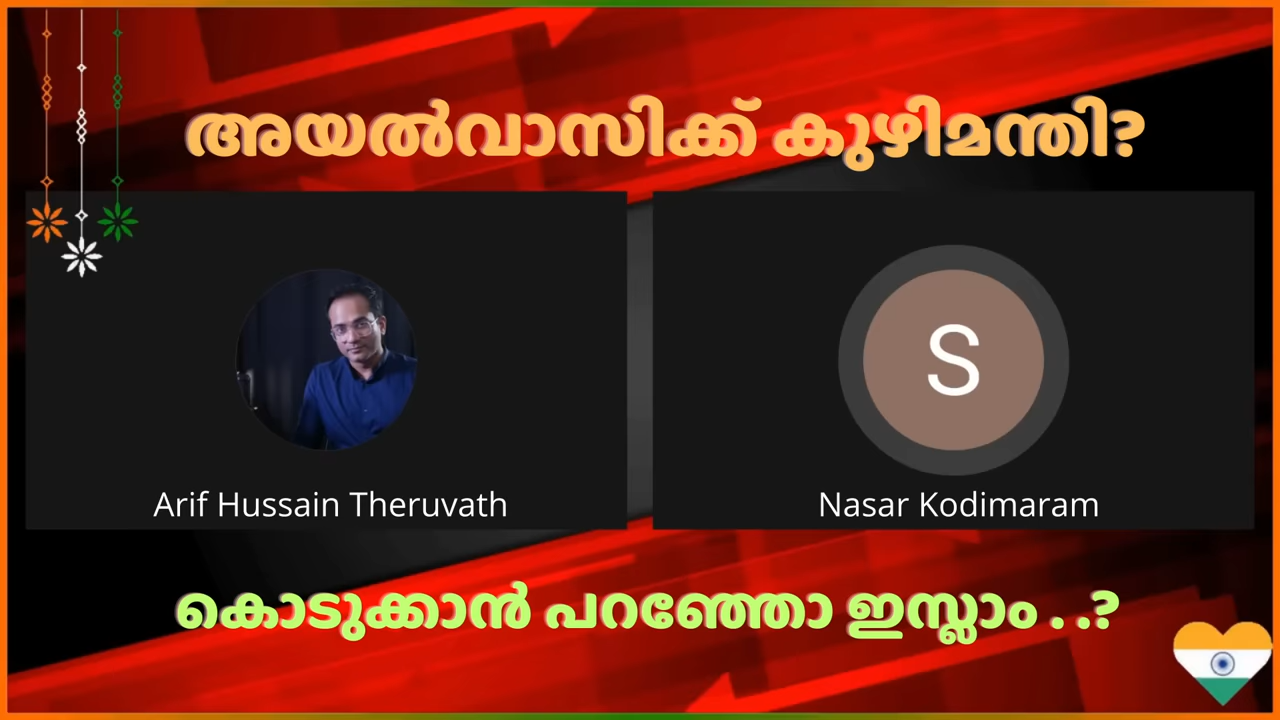 അയൽവാസിക്ക് കുഴിമന്തി?
S
Arif Hussain Theruvath
Nasar Kodimaram
കൊടുക്കാൻ പറഞ്ഞോ ഇസ്ലാം . .?